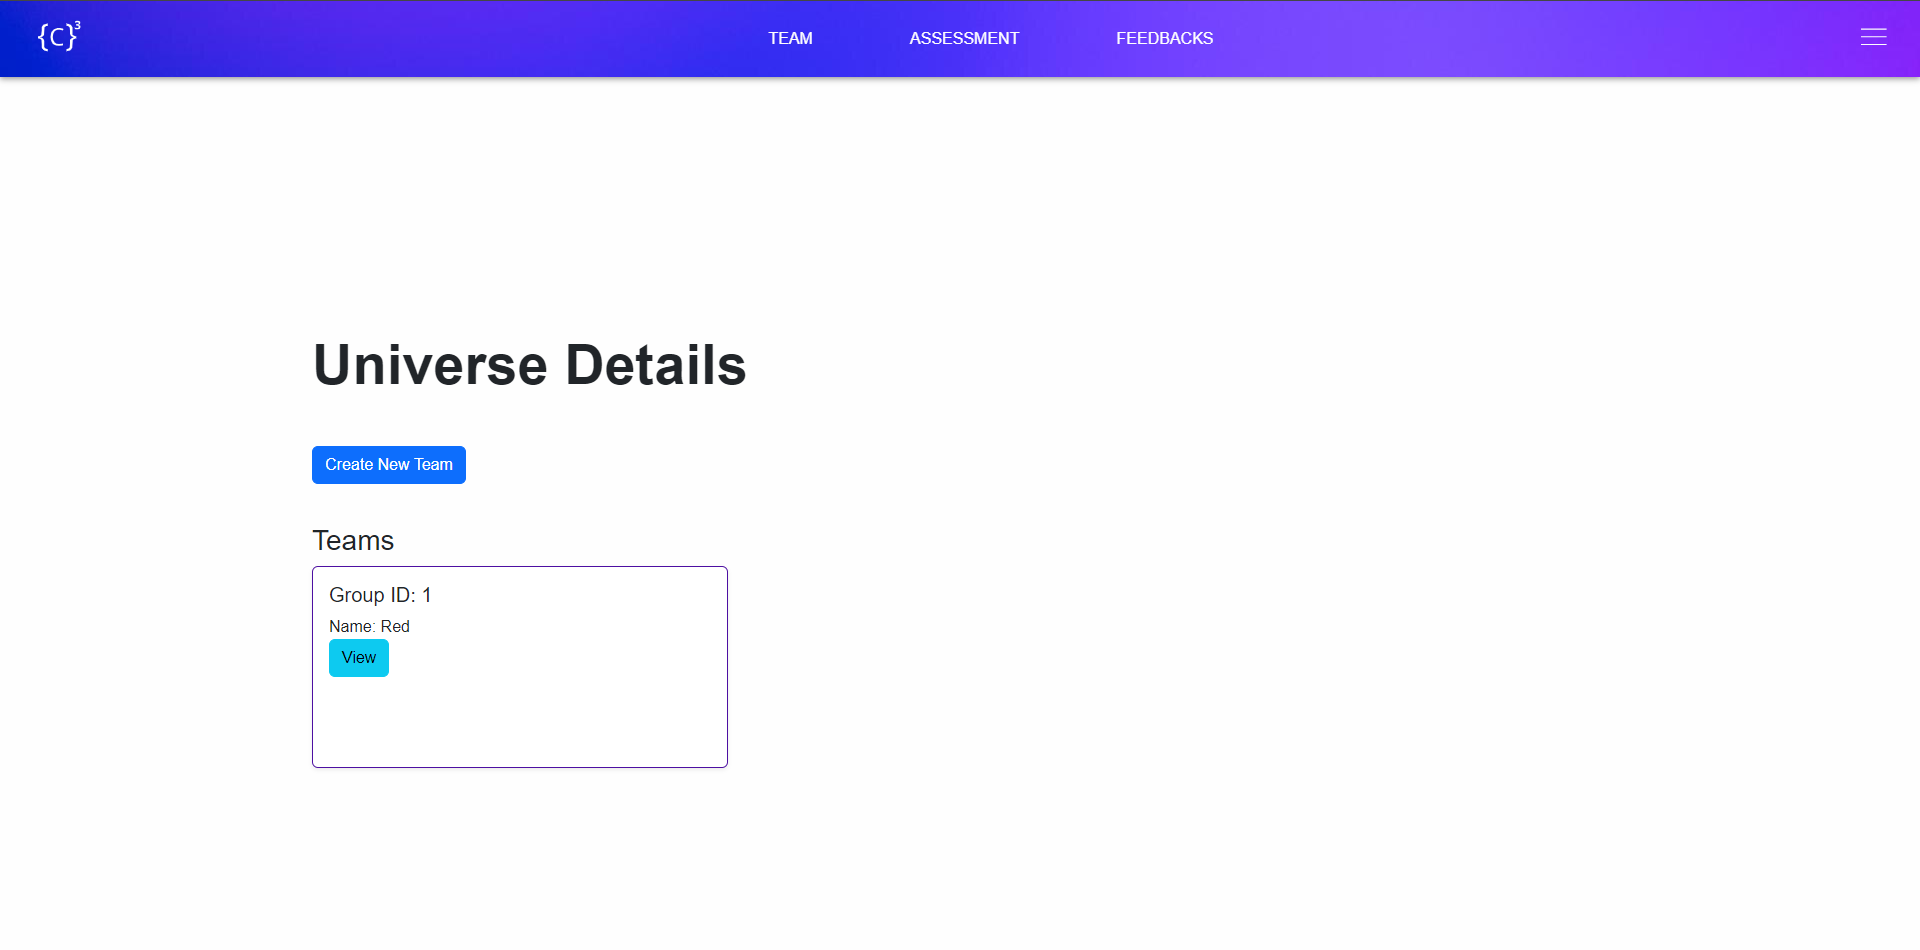 {C}³
TEAM ASSESSMENT FEEDBACKS
Universe Details
Create New Team
Teams
Group ID: 1
Name: Red
View